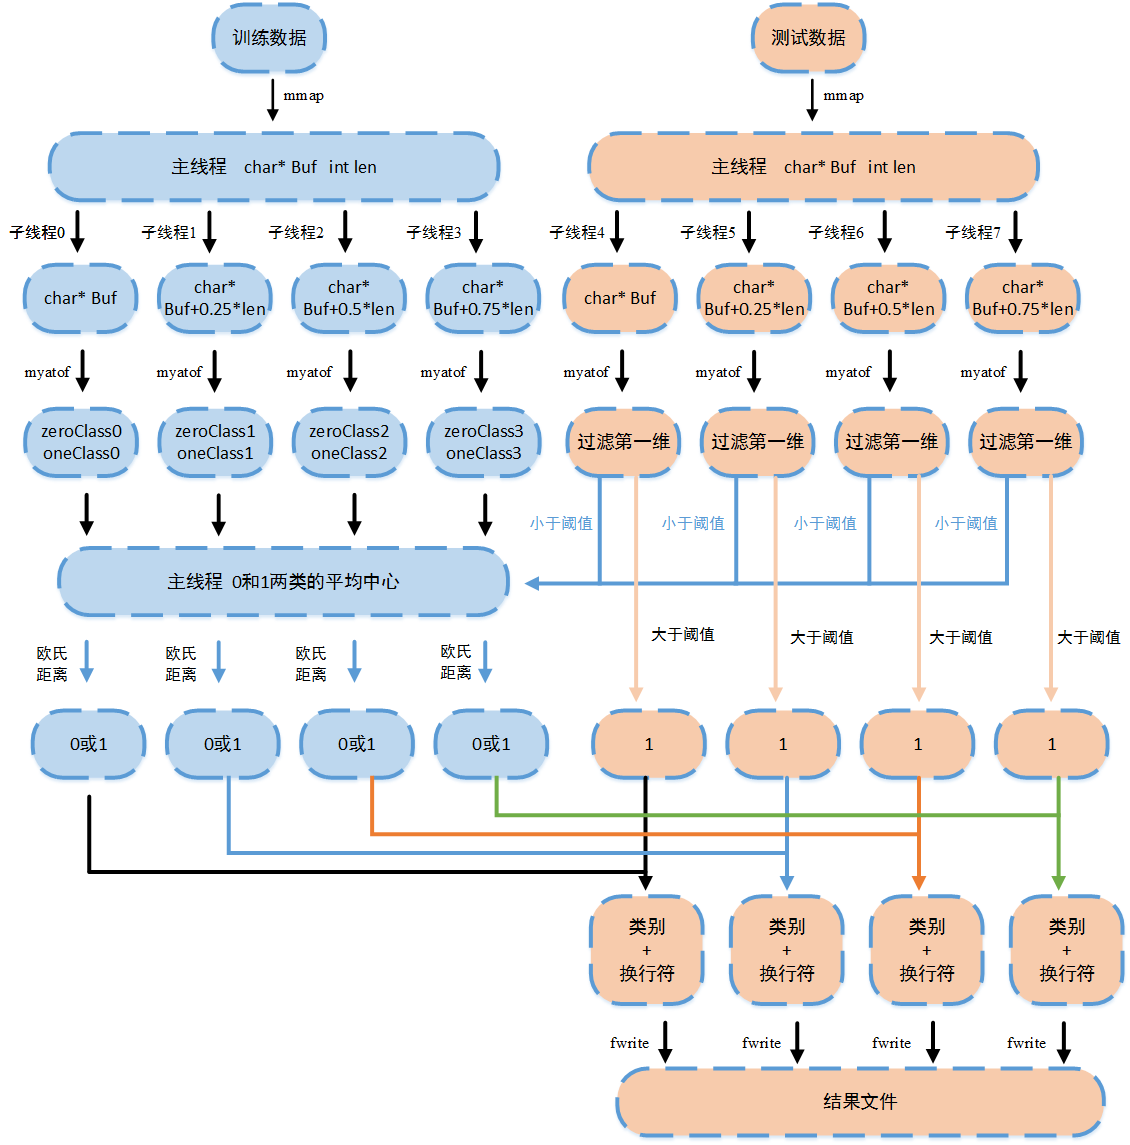 训练数据
测试数据
mmap
mmap
主线程 char* Buf int len
主线程 char* Buf int len
子线程0
子线程1
子线程2
子线程3
子线程4
子线程5
子线程6
子线程7
char* Buf
char*
Buf+0.25*len
char*
Buf+0.5*len
char*
Buf+0.75*len
char* Buf
char*
Buf+0.25*len
char*
Buf+0.5*len
char*
Buf+0.75*len
myatof
myatof
myatof
myatof
myatof
myatof
myatof
myatof
zeroClass0
oneClass0
zeroClass1
oneClass1
zeroClass2
oneClass2
zeroClass3
oneClass3
过滤第一维
过滤第一维
过滤第一维
过滤第一维
小于阈值
小于阈值
小于阈值
小于阈值
主线程 0和1两类的平均中心
大于阈值
大于阈值
大于阈值
大于阈值
欧氏
距离
欧氏
距离
欧氏
距离
欧氏
距离
0或1
0或1
0或1
0或1
1
1
1
1
类别
+
换行符
类别
+
换行符
类别
+
换行符
类别
+
换行符
fwrite
fwrite
fwrite
fwrite
结果文件